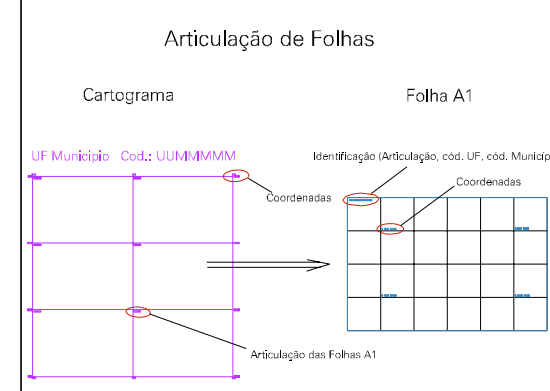 Articulação de Folhas
Cartograma
Folha A1
UF Municipio Cod.: UUMMMMM
Identificação (Articulação, cód. UF, cód. Municíp
Coordenadas
Coordenadas
Articulação das Folhas A1